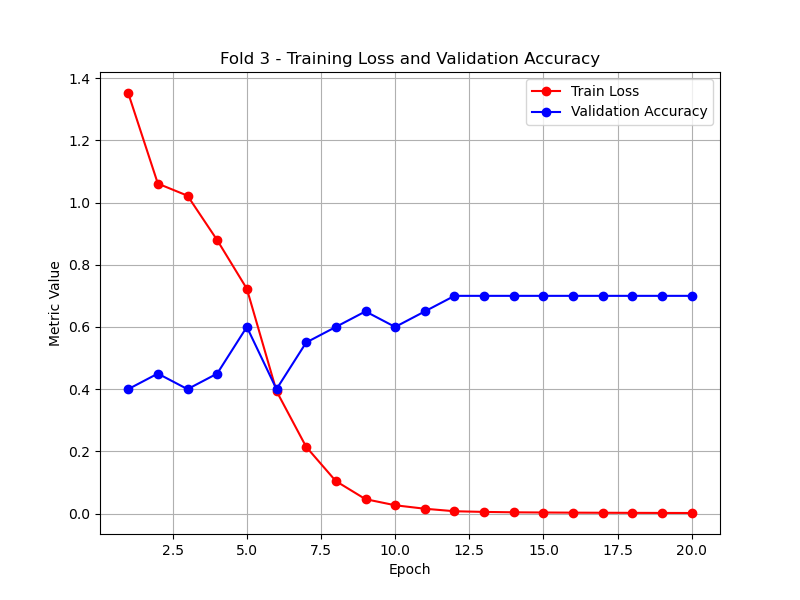 Fold 3 - Training Loss and Validation Accuracy
Train Loss
Validation Accuracy
Metric Value
1.4
1.2
1.0
0.8
0.6
0.4
0.2
0.0
2.5 5.0 7.5 10.0 12.5 15.0 17.5 20.0
Epoch